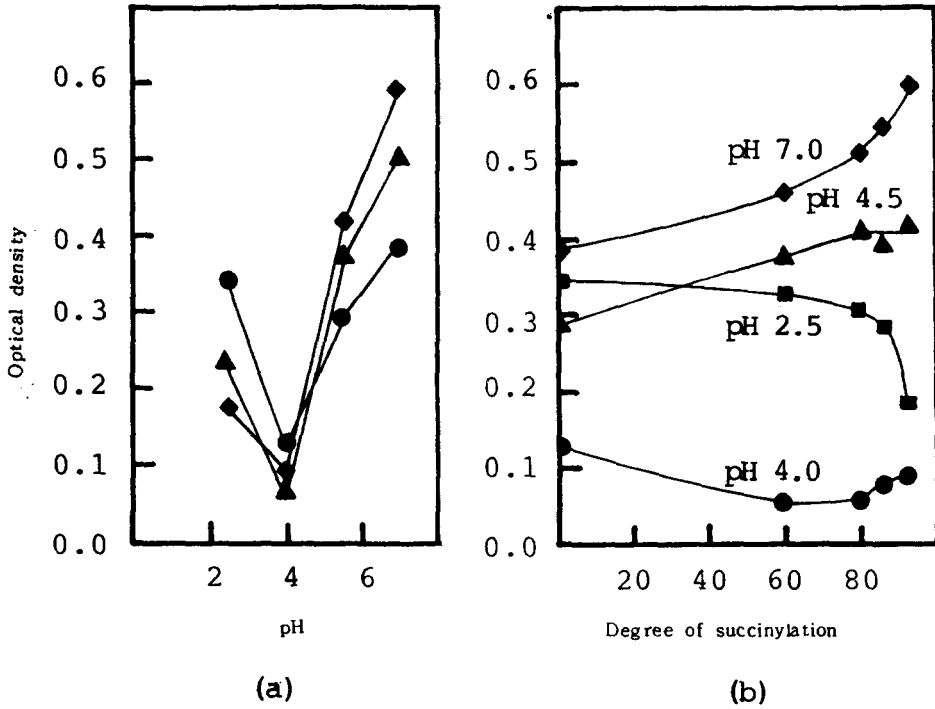 Optical density
0.6
0.5
0.4
0.3
0.2
0.1
0.0
2 4 6
pH
(a)
0.6
0.5
0.4
0.3
0.2
0.1
0.0
pH 7.0
pH 4.5
pH 2.5
pH 4.0
20 40 60 80
Degree of succinylation
(b)